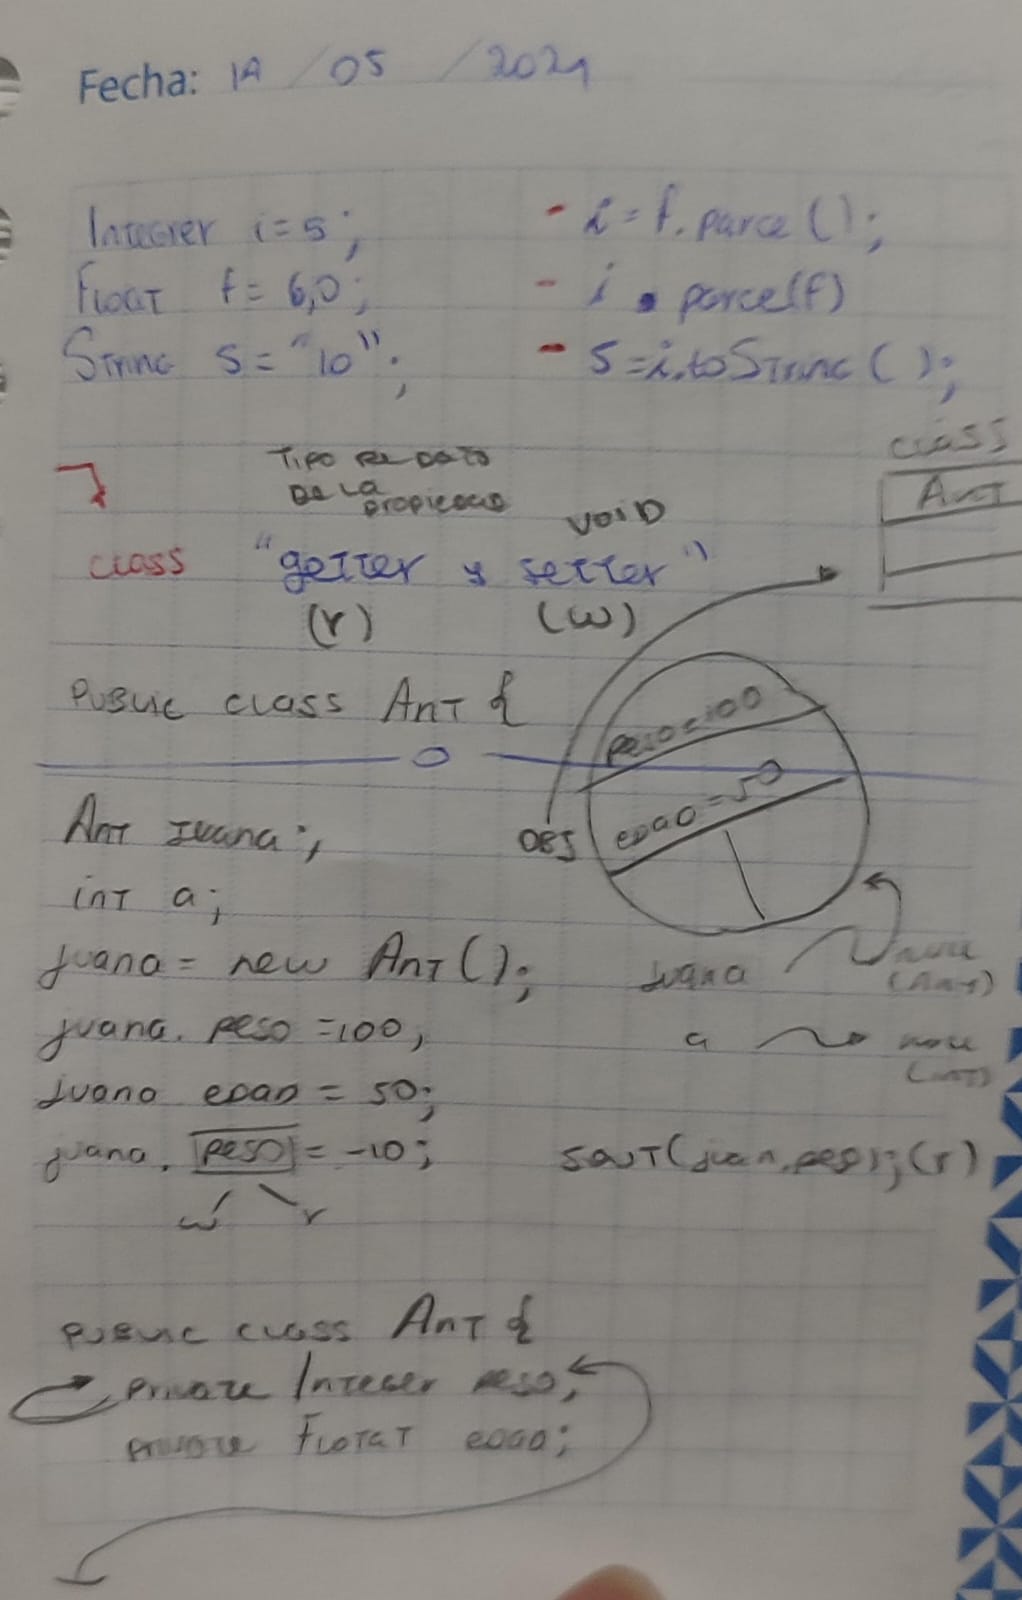 Fecha: 14 / 05 / 2021
Integer i=5;
- i=f.parce();
Float f=6,0;
- i . parce(f)
String S="10";
- S=i.toString();
class
Ant
Tipo de dato
de la
propiedad
void
class "getter y setter"
(r) (w)
Public class Ant {
peso=100
edad=50
OBJ
Ant Juana;
int a;
juana = new Ant();
juana null
(Ant)
juana. peso =100,
a null
(int)
juana edad = 50;
juana. peso = -10;
sout(juan.peso);(r)
w r
Public class Ant {
private Integer peso;
private Flotat edad;